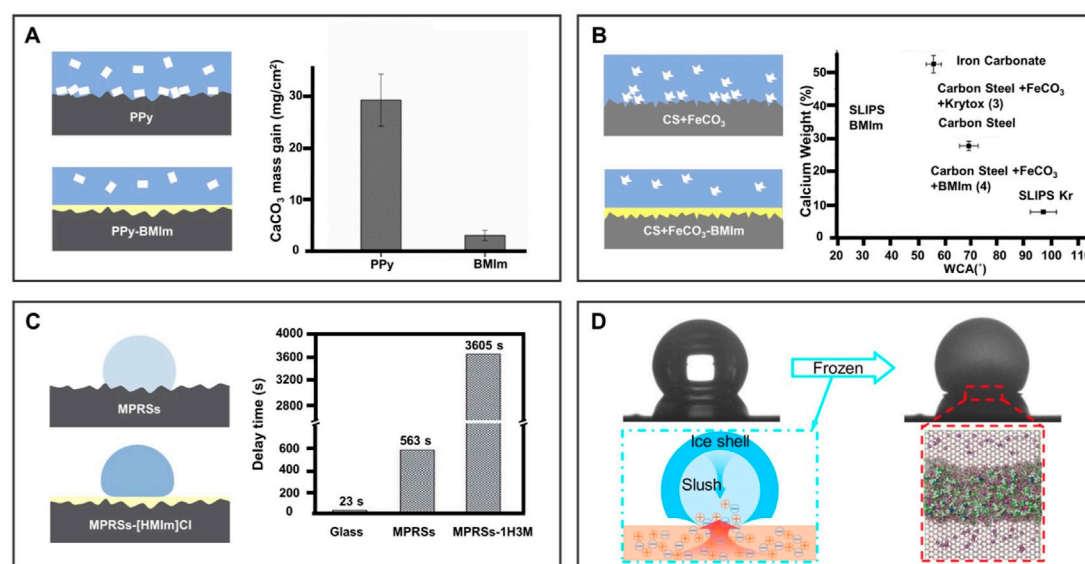 A
PPy
PPy-BMIm
CaCO3 mass gain (mg/cm2)
30
20
10
0
PPy
BMIm
B
CS+FeCO3
CS+FeCO3-BMIm
Calcium Weight (%)
50
40
30
20
10
0
Iron Carbonate
Carbon Steel +FeCO3
+Krytox (3)
SLIPS
BMIm
Carbon Steel
Carbon Steel +FeCO3
+BMIm (4)
SLIPS Kr
20
30
40
50
60
70
80
90
100
110
WCA(°)
C
MPRSs
MPRSs-[HMIm]Cl
Delay time (s)
4000
3600
3200
2800
600
400
200
0
23 s
563 s
3605 s
Glass
MPRSs
MPRSs-1H3M
D
Frozen
Ice shell
Slush